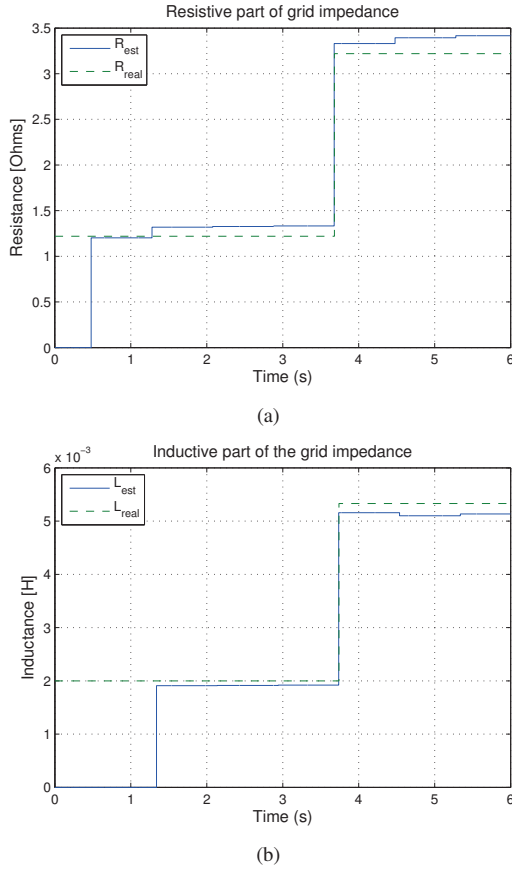 Resistive part of grid impedance
R_est
R_real
Resistance [Ohms]
3.5
3
2.5
2
1.5
1
0.5
0
0 1 2 3 4 5 6
Time (s)
(a)
Inductive part of the grid impedance
x 10^-3
L_est
L_real
Inductance [H]
6
5
4
3
2
1
0
0 1 2 3 4 5 6
Time (s)
(b)